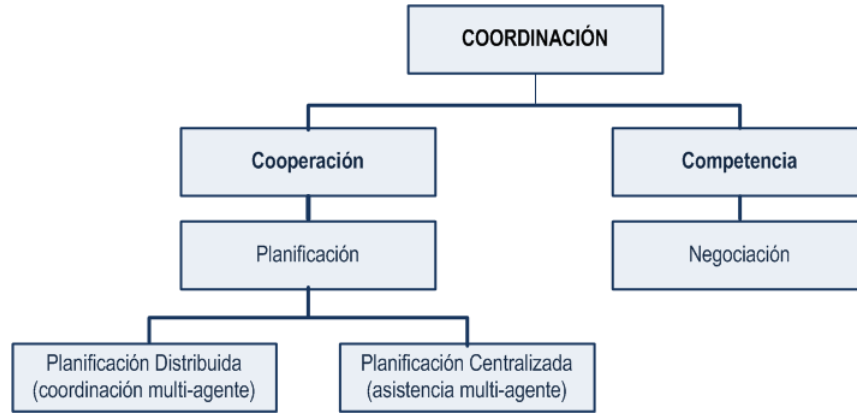 COORDINACIÓN
Cooperación
Competencia
Planificación
Negociación
Planificación Distribuida
(coordinación multi-agente)
Planificación Centralizada
(asistencia multi-agente)